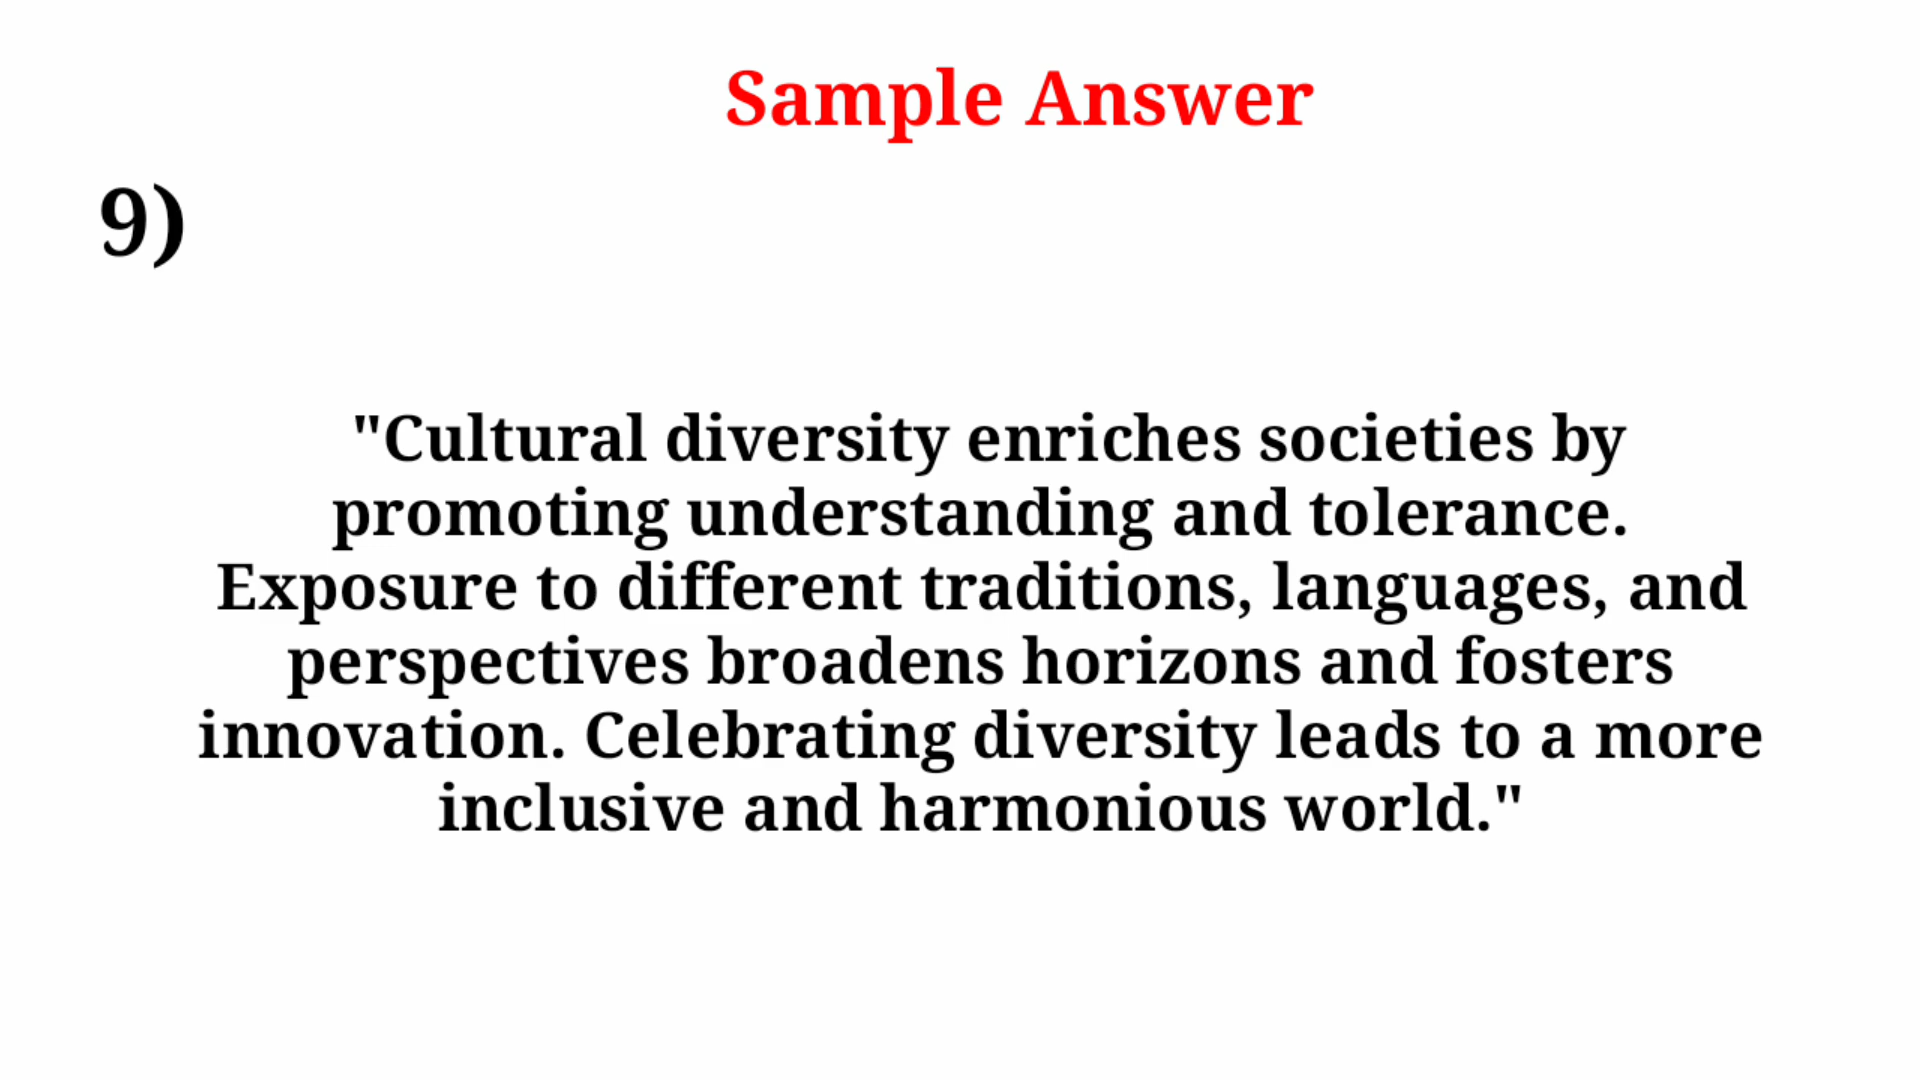 Sample Answer
9)
"Cultural diversity enriches societies by
promoting understanding and tolerance.
Exposure to different traditions, languages, and
perspectives broadens horizons and fosters
innovation. Celebrating diversity leads to a more
inclusive and harmonious world."